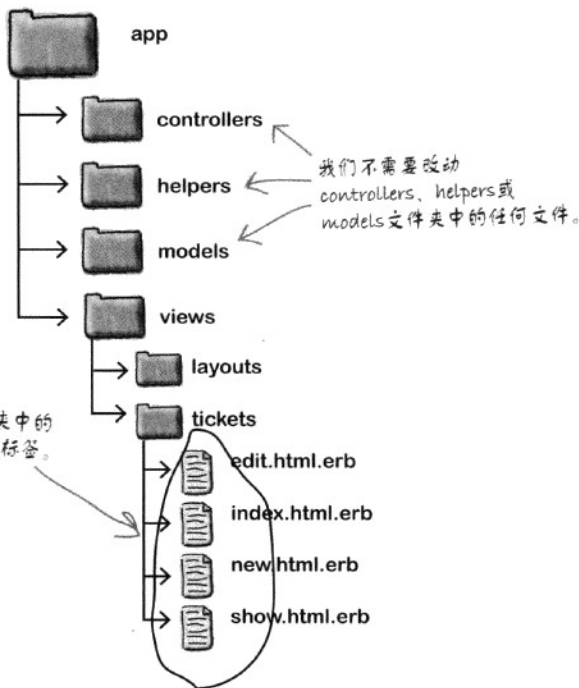 app
controllers
我们不需要改动
controllers、helpers或
models文件夹中的任何文件。
helpers
models
views
layouts
tickets
夹中的
标签。
edit.html.erb
index.html.erb
new.html.erb
show.html.erb